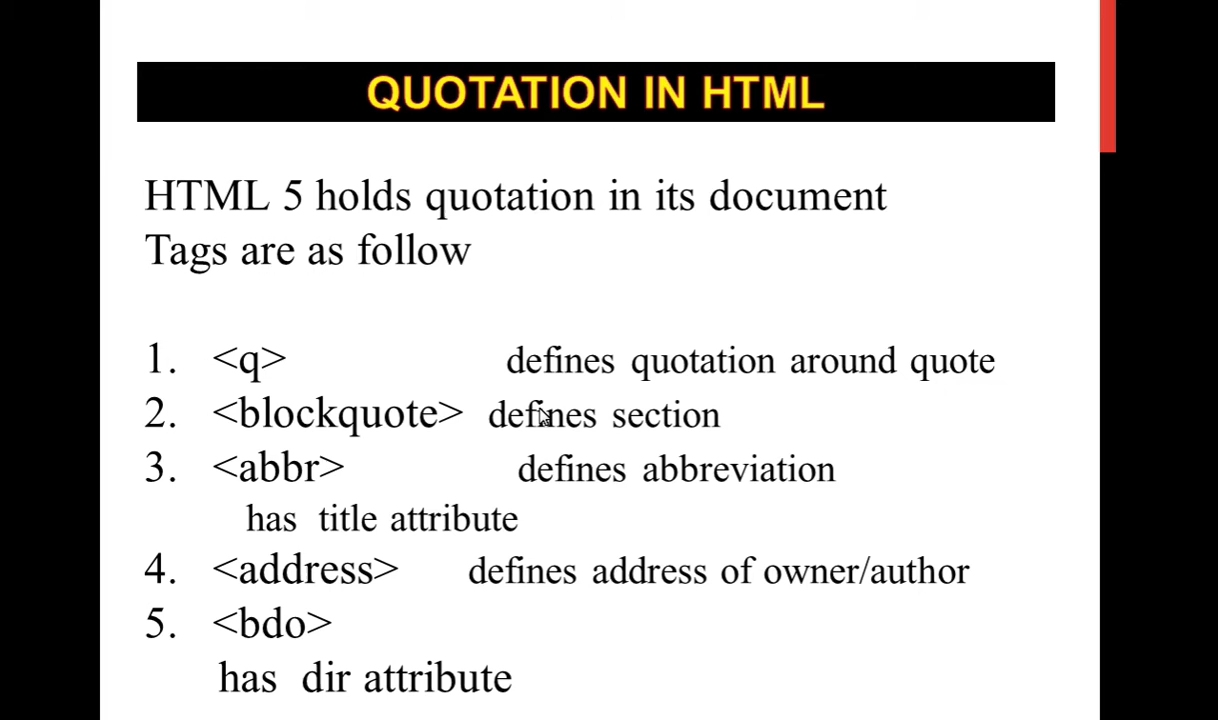 QUOTATION IN HTML
HTML 5 holds quotation in its document
Tags are as follow
1. <q> defines quotation around quote
2. <blockquote> defines section
3. <abbr> defines abbreviation
has title attribute
4. <address> defines address of owner/author
5. <bdo>
has dir attribute